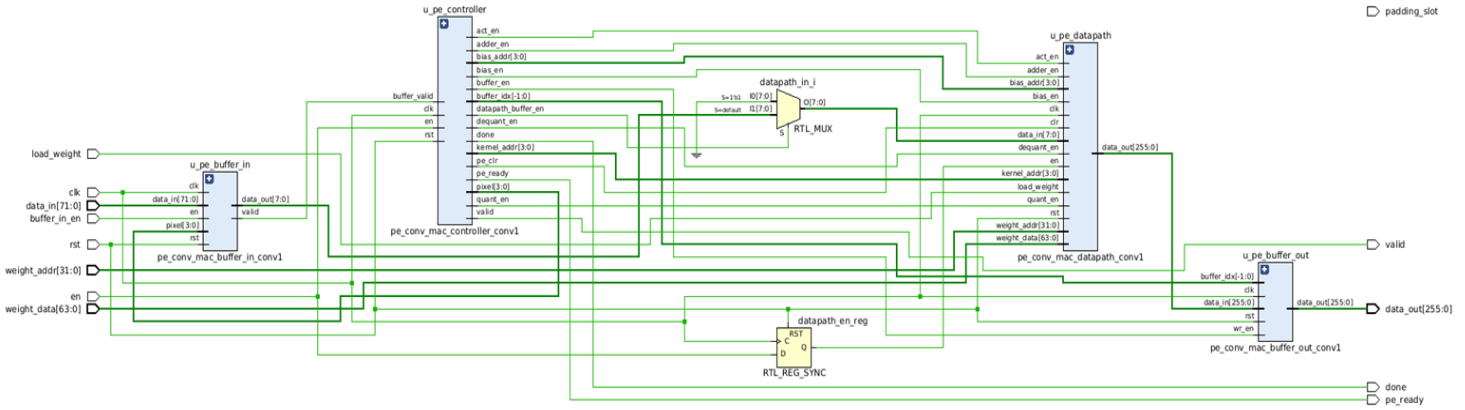 u_pe_controller
padding_slot
act_en
adder_en
bias_addr[3:0]
bias_en
buffer_en
buffer_idx[-1:0]
datapath_buffer_en
dequant_en
done
kernel_addr[3:0]
pe_clr
pe_ready
pixel[3:0]
quant_en
valid
buffer_valid
clk
en
rst
pe_conv_mac_controller_conv1
datapath_in_i
S=1'b1
I0[7:0]
S=default
I1[7:0]
O[7:0]
S
RTL_MUX
u_pe_datapath
act_en
adder_en
bias_addr[3:0]
bias_en
clk
clr
data_in[7:0]
dequant_en
en
kernel_addr[3:0]
load_weight
quant_en
rst
weight_addr[31:0]
weight_data[63:0]
data_out[255:0]
pe_conv_mac_datapath_conv1
load_weight
clk
data_in[71:0]
buffer_in_en
rst
weight_addr[31:0]
en
weight_data[63:0]
u_pe_buffer_in
clk
data_in[71:0]
en
pixel[3:0]
rst
data_out[7:0]
valid
pe_conv_mac_buffer_in_conv1
datapath_en_reg
RST
C
D
Q
RTL_REG_SYNC
u_pe_buffer_out
buffer_idx[-1:0]
clk
data_in[255:0]
rst
wr_en
data_out[255:0]
pe_conv_mac_buffer_out_conv1
valid
data_out[255:0]
done
pe_ready